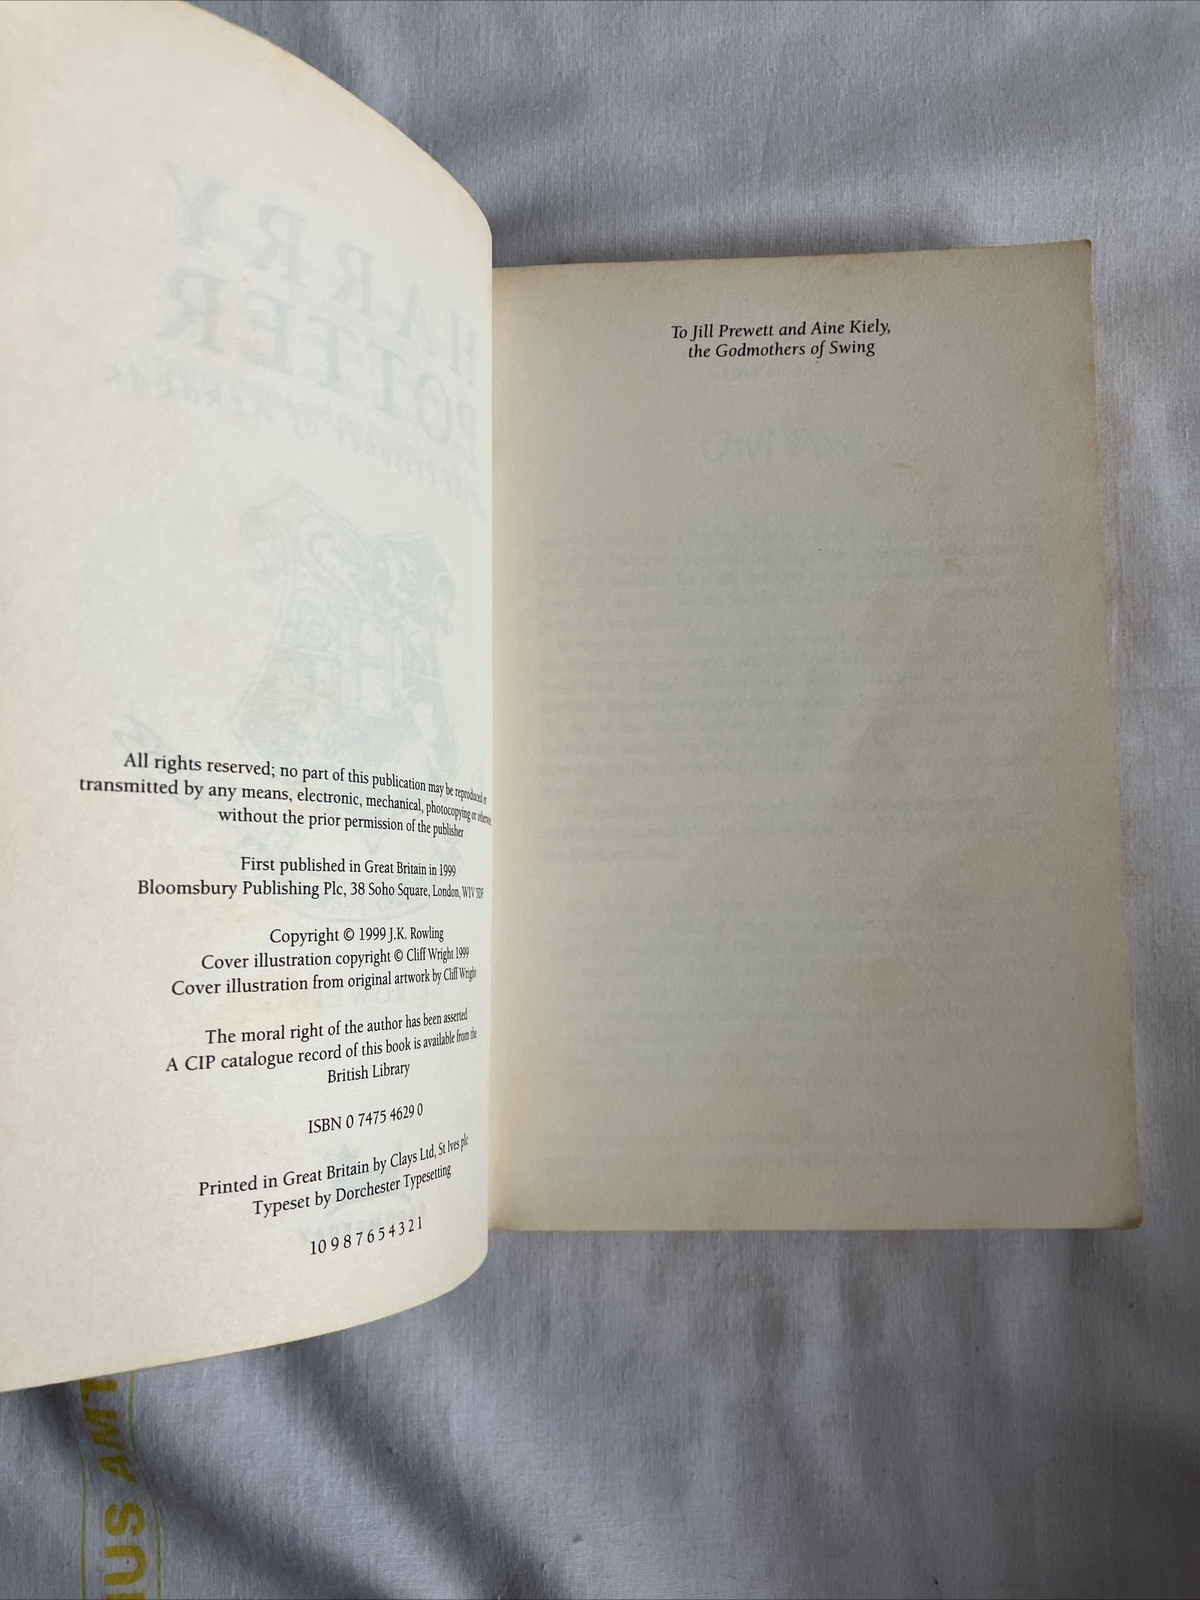 All rights reserved; no part of this publication may be reproduced or
transmitted by any means, electronic, mechanical, photocopying or otherwise,
without the prior permission of the publisher
First published in Great Britain in 1999
Bloomsbury Publishing Plc, 38 Soho Square, London, W1V 5DF
Copyright © 1999 J.K. Rowling
Cover illustration copyright © Cliff Wright 1999
Cover illustration from original artwork by Cliff Wright
The moral right of the author has been asserted
A CIP catalogue record of this book is available from the
British Library
ISBN 0 7475 4629 0
Printed in Great Britain by Clays Ltd, St Ives plc
Typeset by Dorchester Typesetting
10 9 8 7 6 5 4 3 2 1
To Jill Prewett and Aine Kiely,
the Godmothers of Swing
HARRY
POTTER
Owl Post
IUS AMT